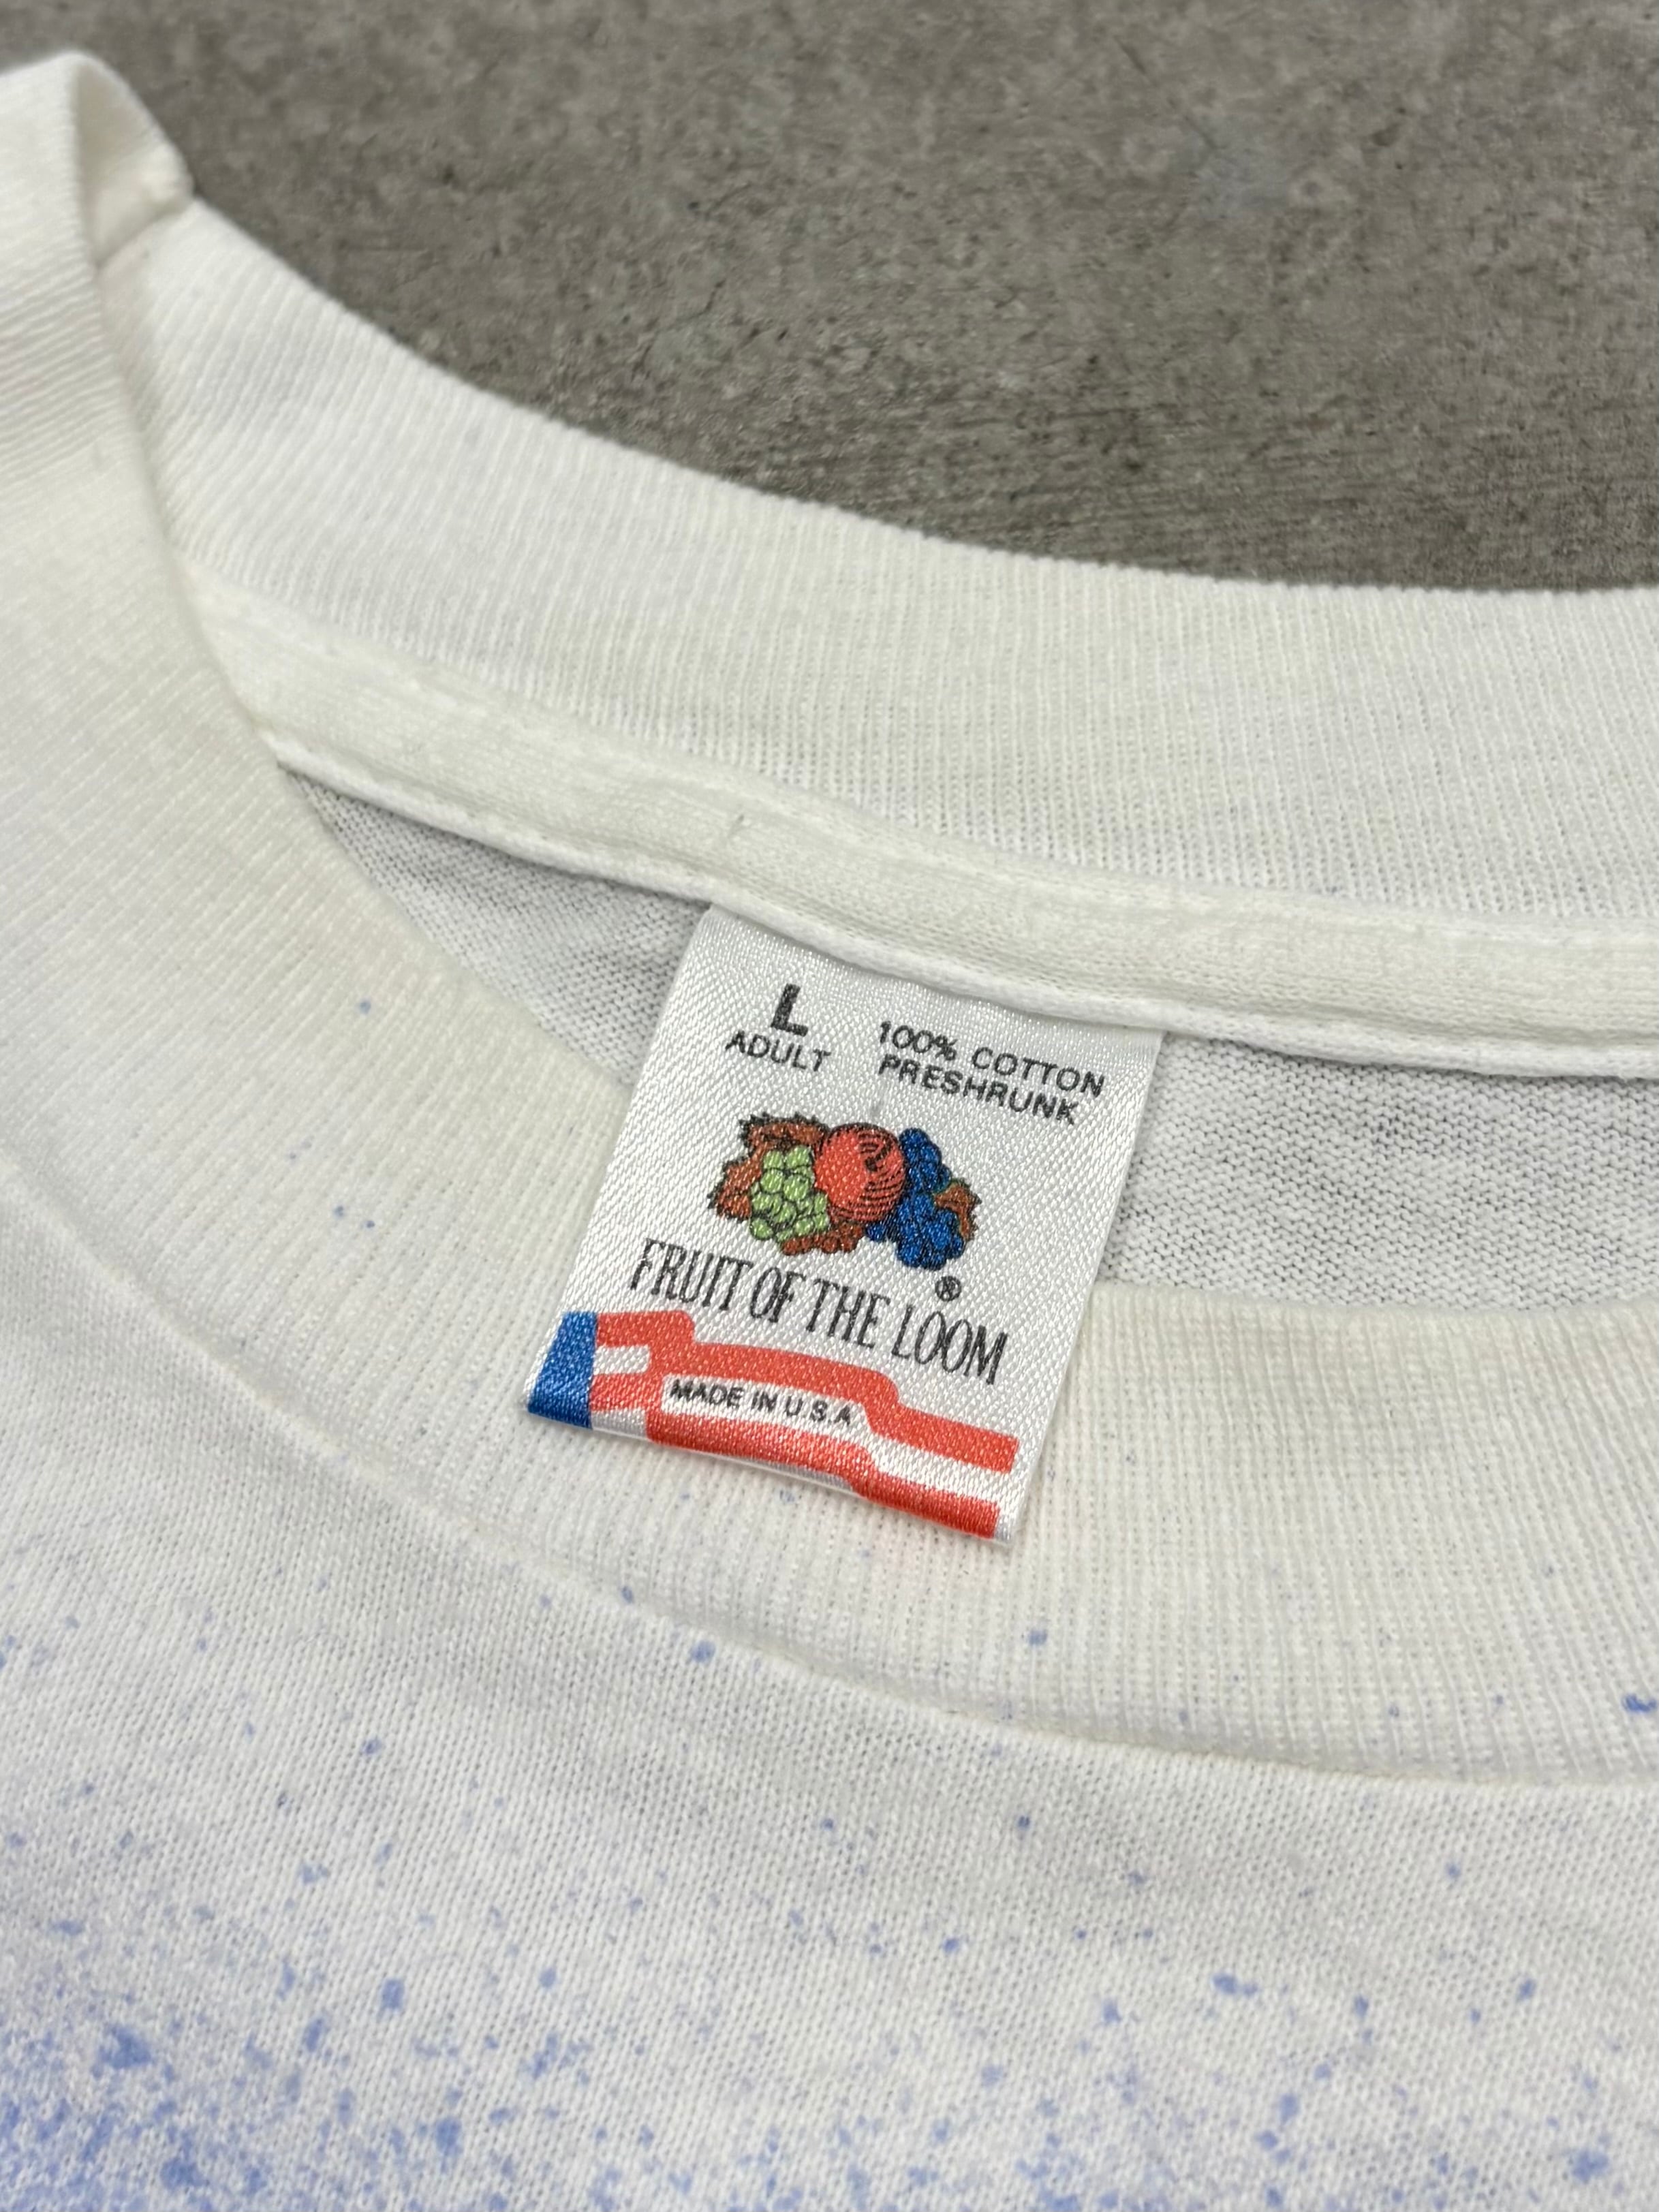 L
ADULT
100% COTTON
PRESHRUNK
®
FRUIT OF THE LOOM
MADE IN U.S.A.